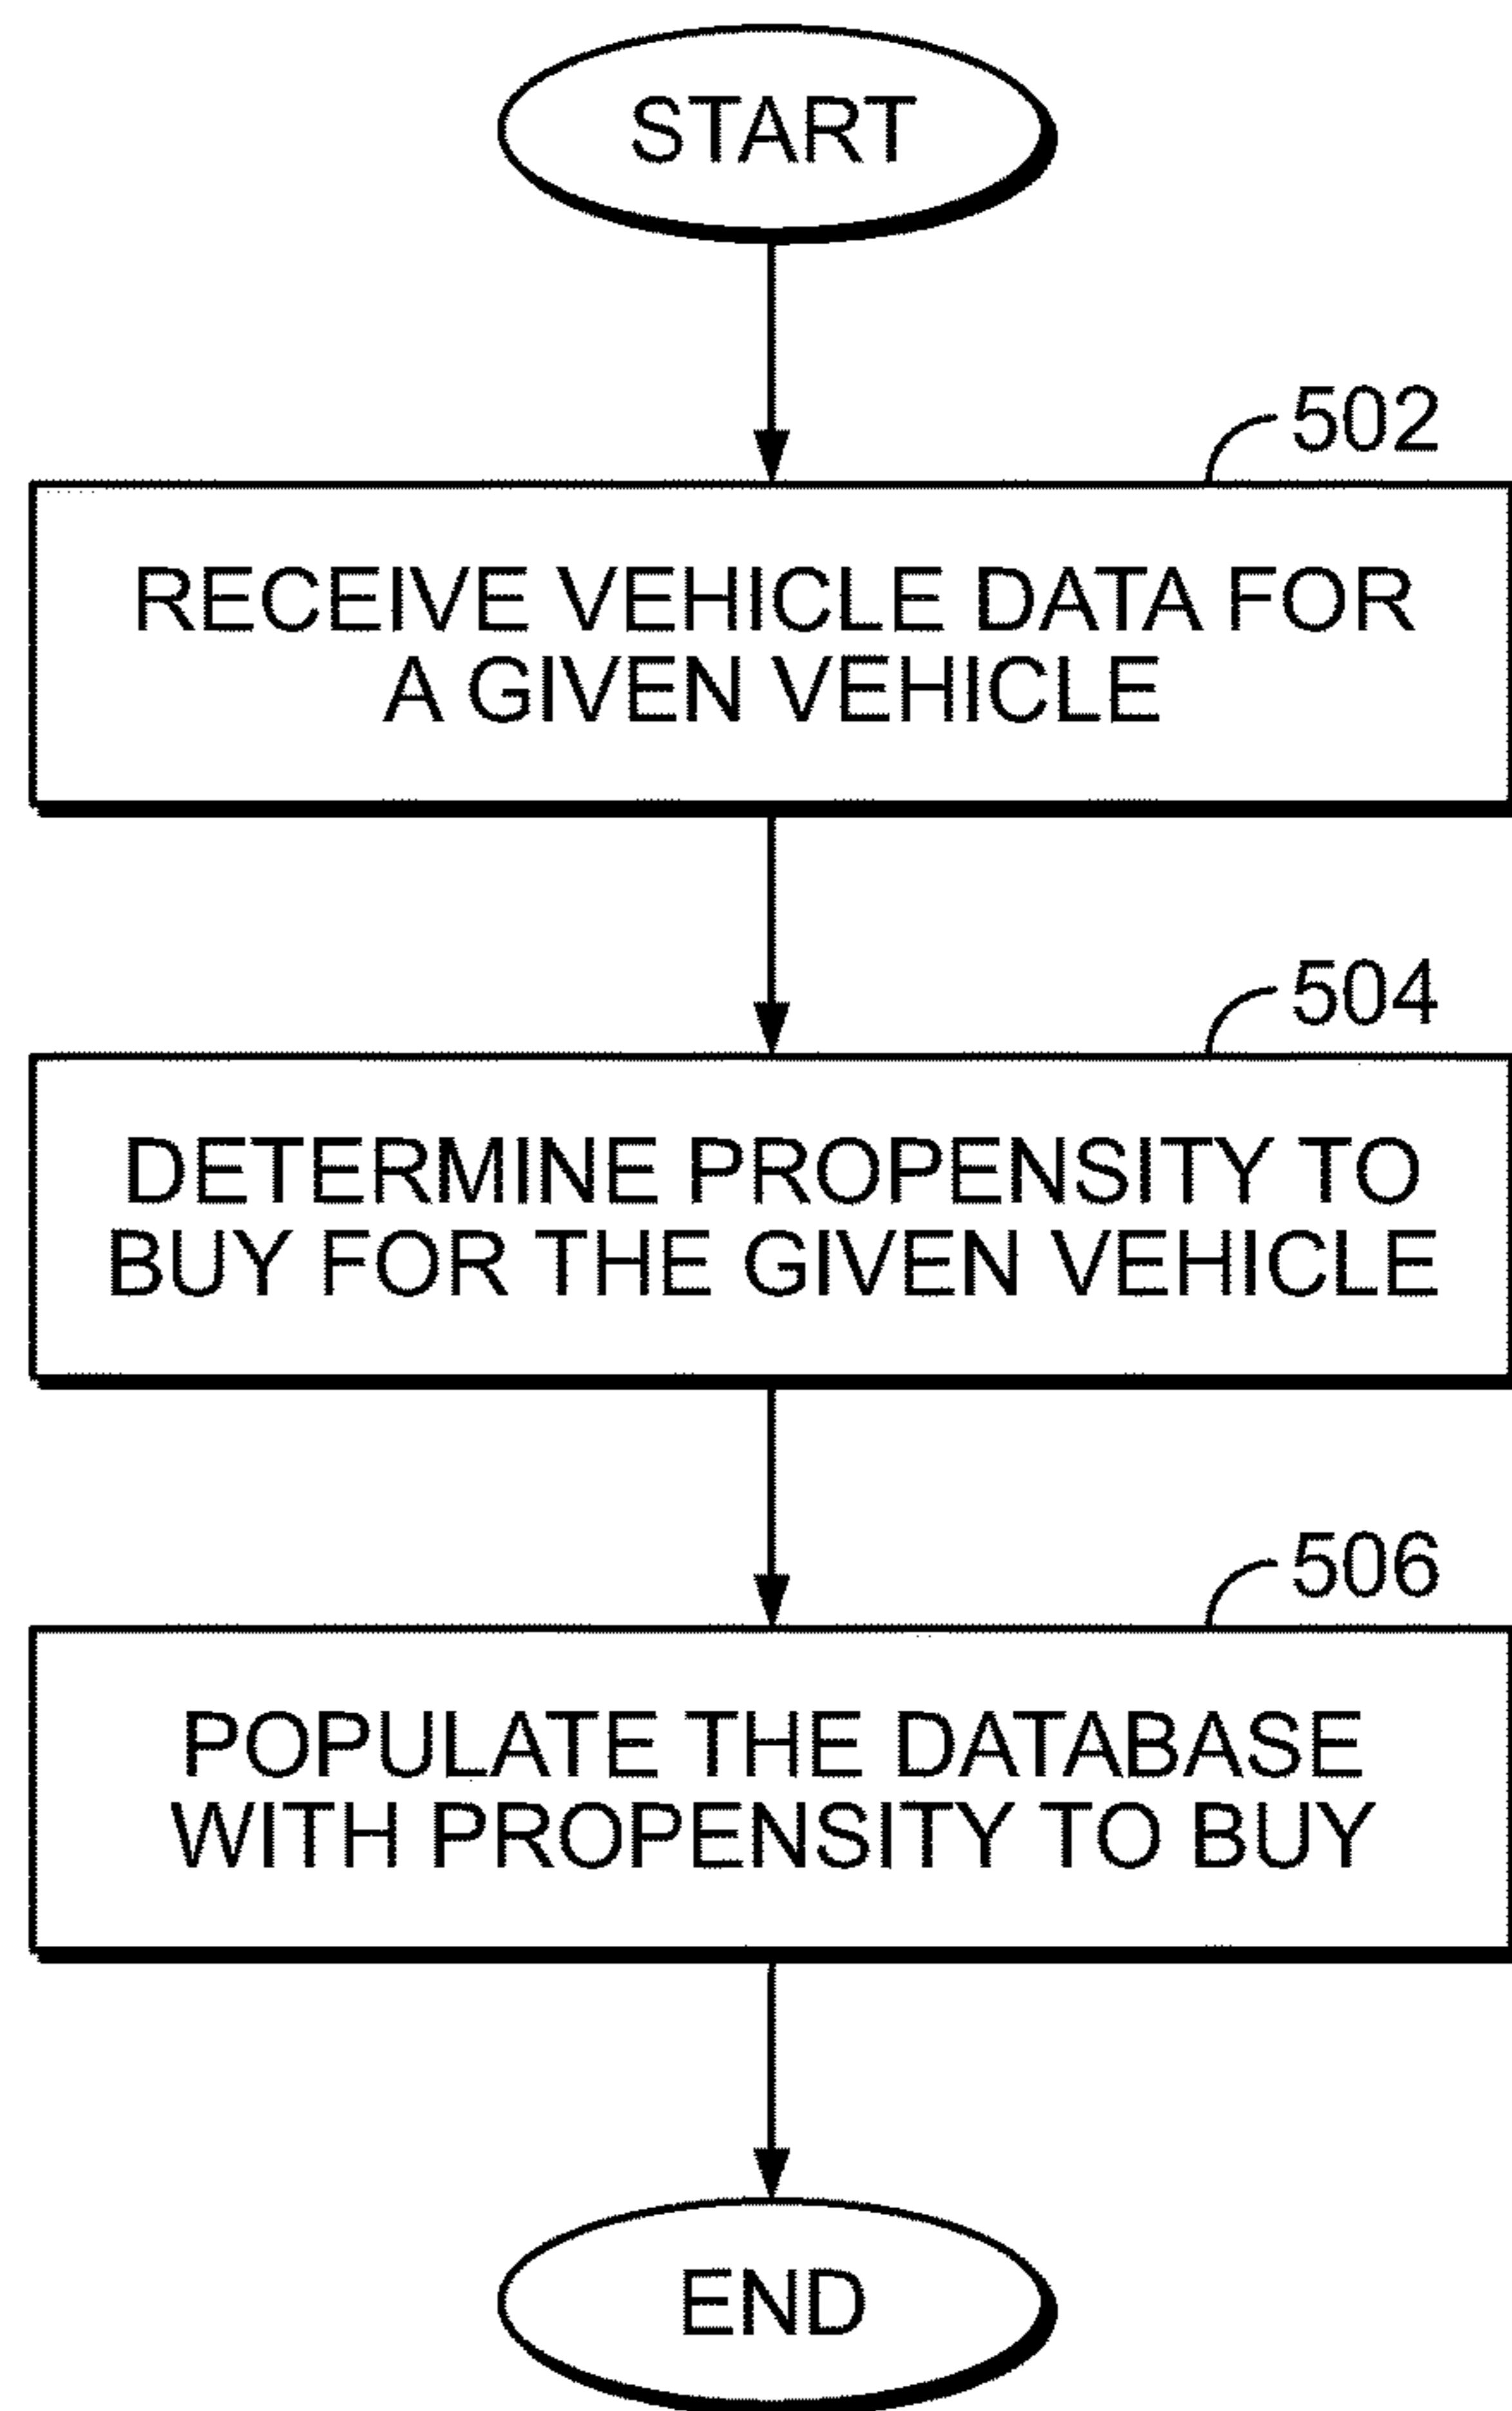 START
502
RECEIVE VEHICLE DATA FOR
A GIVEN VEHICLE
504
DETERMINE PROPENSITY TO
BUY FOR THE GIVEN VEHICLE
506
POPULATE THE DATABASE
WITH PROPENSITY TO BUY
END